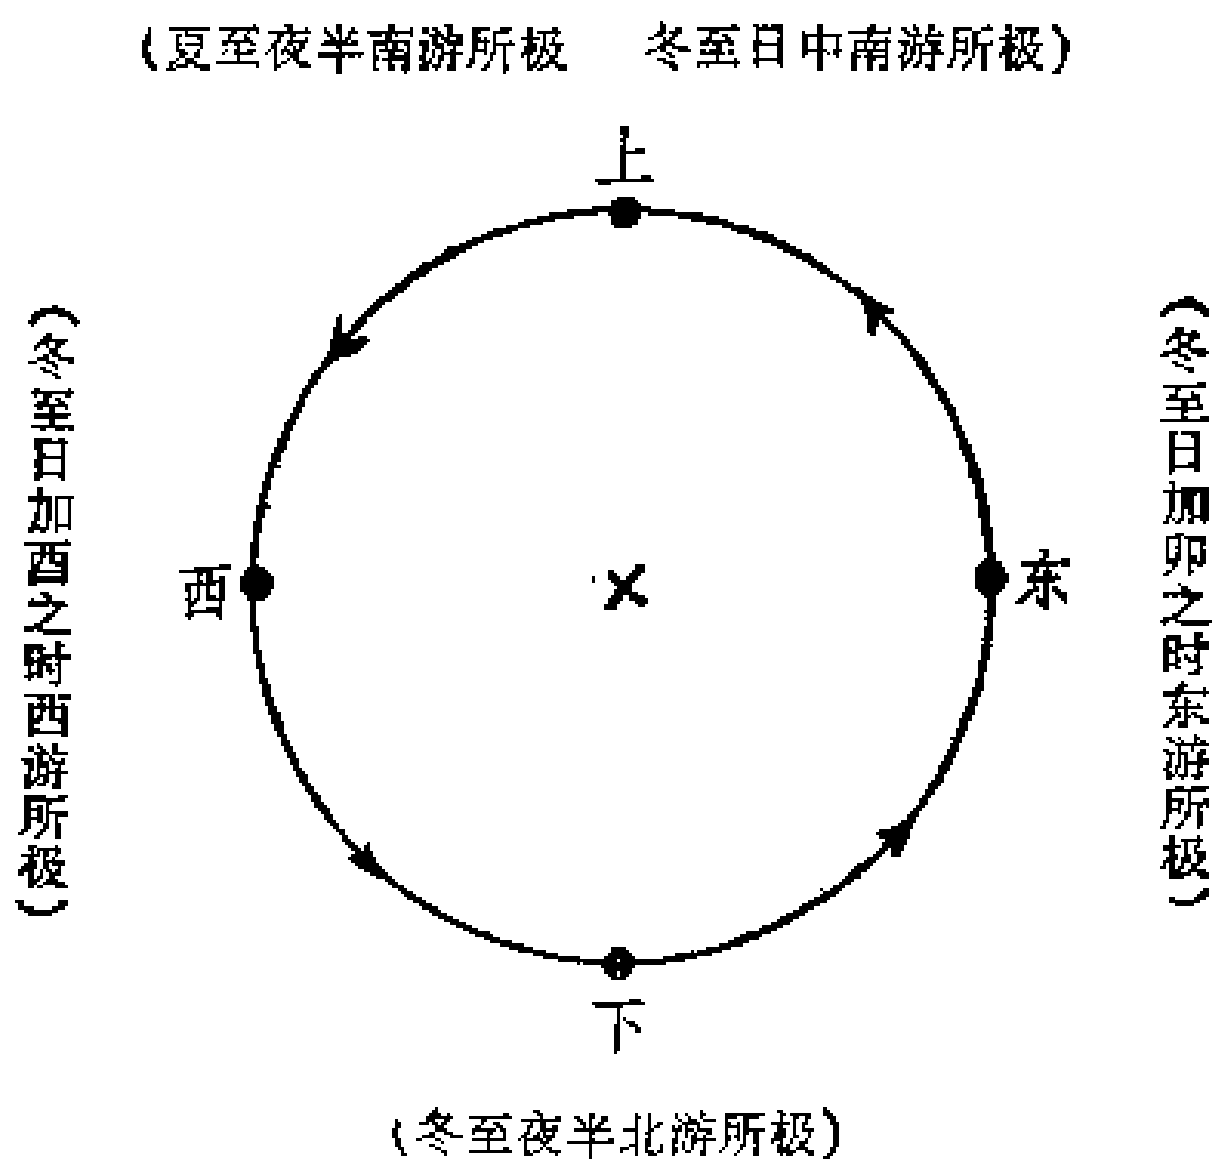 (夏至夜半南游所极 冬至日中南游所极)
上
(冬至日加酉之时西游所极)
西
东
(冬至日加卯之时东游所极)
下
(冬至夜半北游所极)